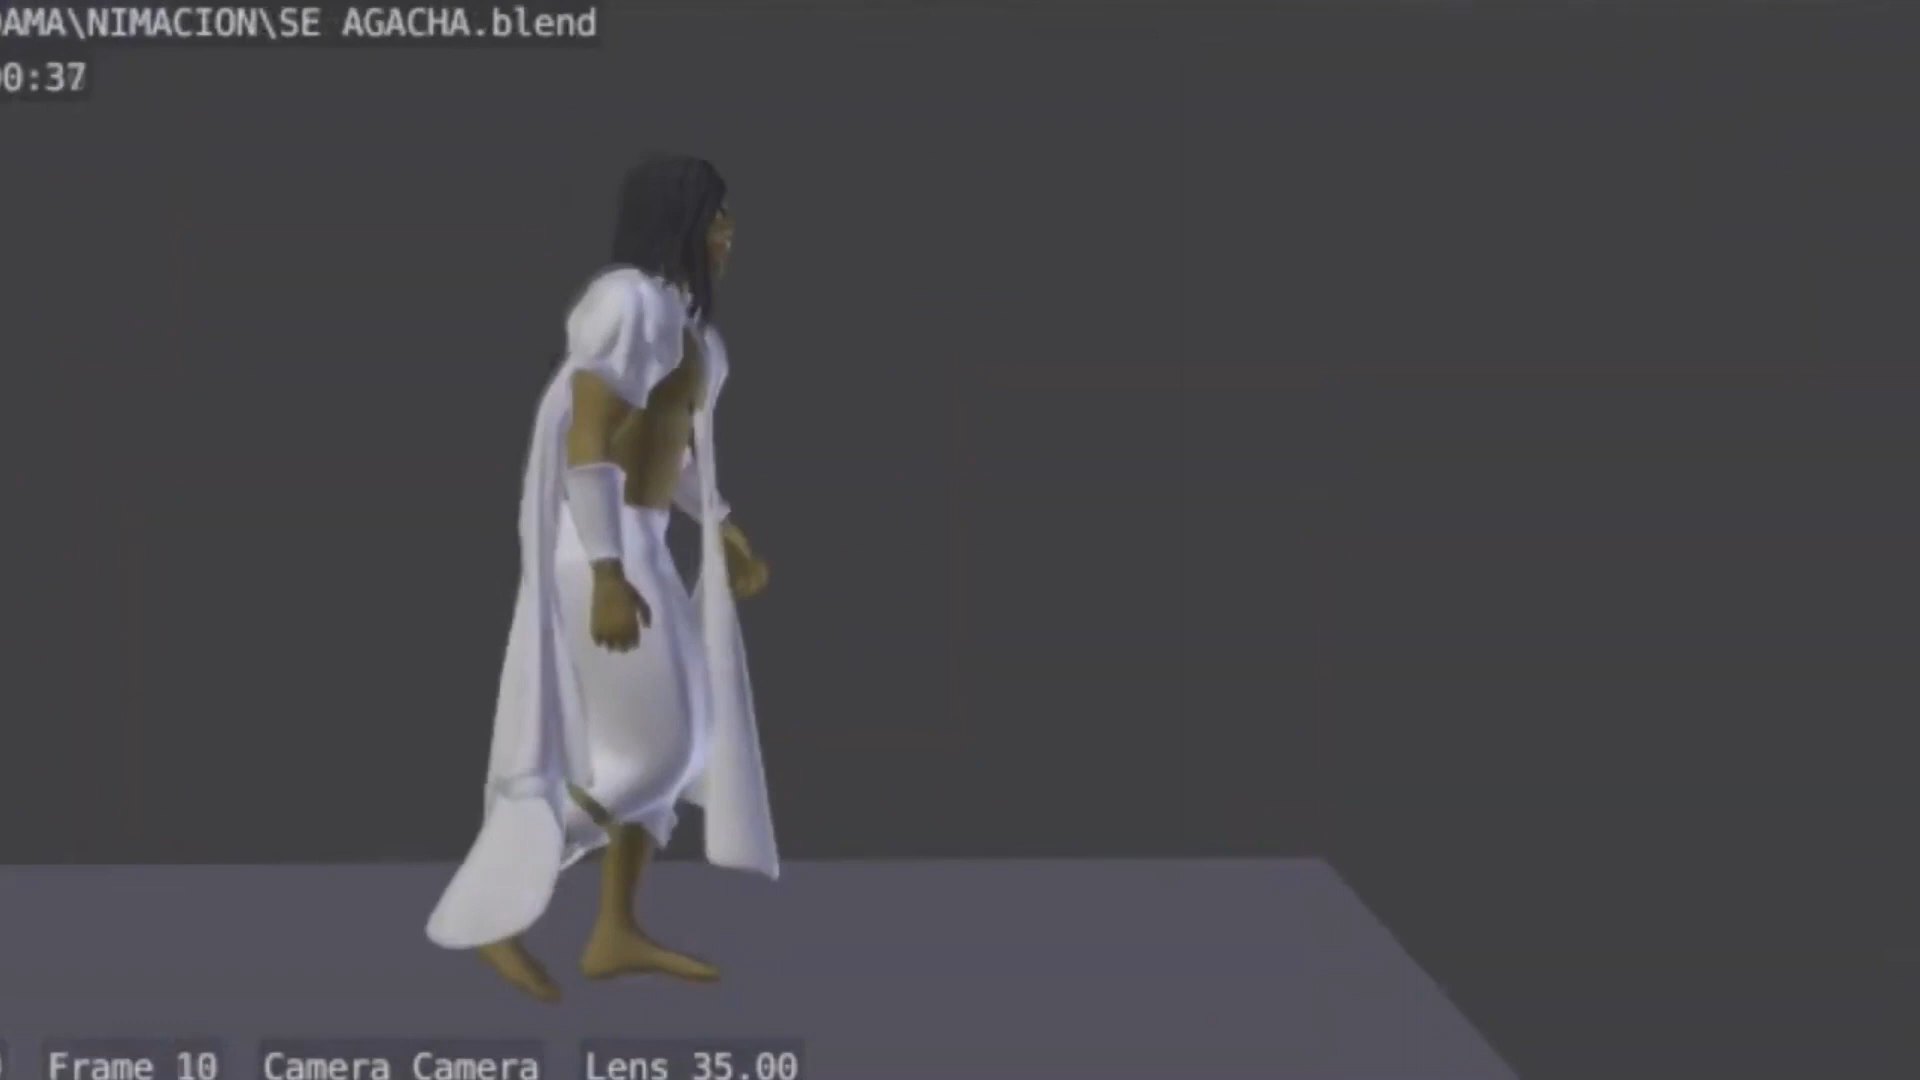 AMA\NIMACION\SE AGACHA.blend
0:37
Frame 10 Camera Camera Lens 35.00